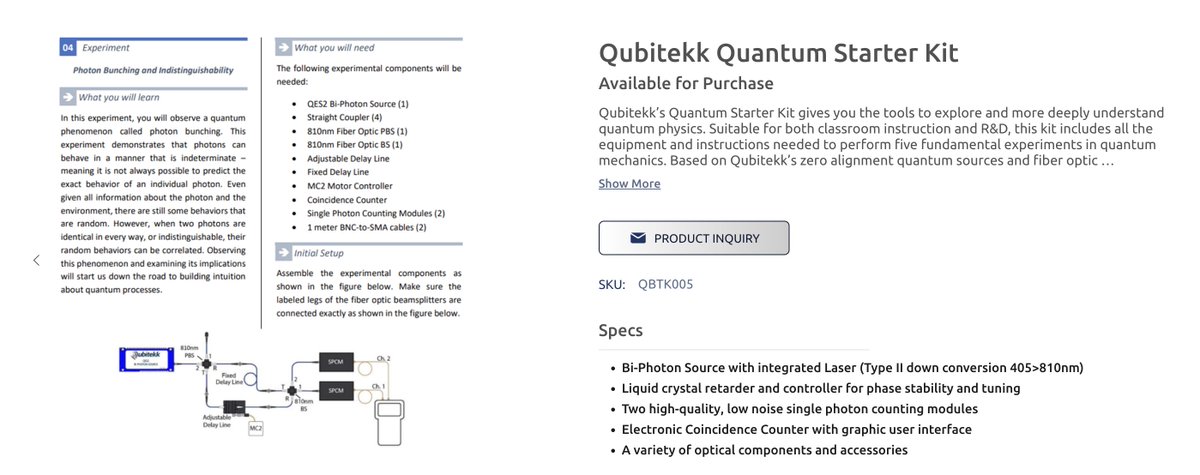 04 Experiment
Photon Bunching and Indistinguishability
What you will learn
In this experiment, you will observe a quantum
phenomenon called photon bunching. This
experiment demonstrates that photons can
behave in a manner that is indeterminate –
meaning it is not always possible to predict the
exact behavior of an individual photon. Even
given all information about the photon and the
environment, there are still some behaviors that
are random. However, when two photons are
identical in every way, or indistinguishable, their
random behaviors can be correlated. Observing
this phenomenon and examining its implications
will start us down the road to building intuition
about quantum processes.
What you will need
The following experimental components will be
needed:
• QES2 Bi-Photon Source (1)
• Straight Coupler (4)
• 810nm Fiber Optic PBS (1)
• 810nm Fiber Optic BS (1)
• Adjustable Delay Line
• Fixed Delay Line
• MC2 Motor Controller
• Coincidence Counter
• Single Photon Counting Modules (2)
• 1 meter BNC-to-SMA cables (2)
Initial Setup
Assemble the experimental components as
shown in the figure below. Make sure the
labeled legs of the fiber optic beamsplitters are
connected exactly as shown in the figure below.
Qubitekk
810nm
PBS
1
2
T
R
Fixed
Delay Line
Adjustable
Delay Line
MC2
2
T
1
R
810nm
BS
SPCM
SPCM
Ch. 2
Ch. 1
Qubitekk Quantum Starter Kit
Available for Purchase
Qubitekk's Quantum Starter Kit gives you the tools to explore and more deeply understand
quantum physics. Suitable for both classroom instruction and R&D, this kit includes all the
equipment and instructions needed to perform five fundamental experiments in quantum
mechanics. Based on Qubitekk's zero alignment quantum sources and fiber optic …
Show More
PRODUCT INQUIRY
SKU: QBTK005
Specs
• Bi-Photon Source with integrated Laser (Type II down conversion 405>810nm)
• Liquid crystal retarder and controller for phase stability and tuning
• Two high-quality, low noise single photon counting modules
• Electronic Coincidence Counter with graphic user interface
• A variety of optical components and accessories